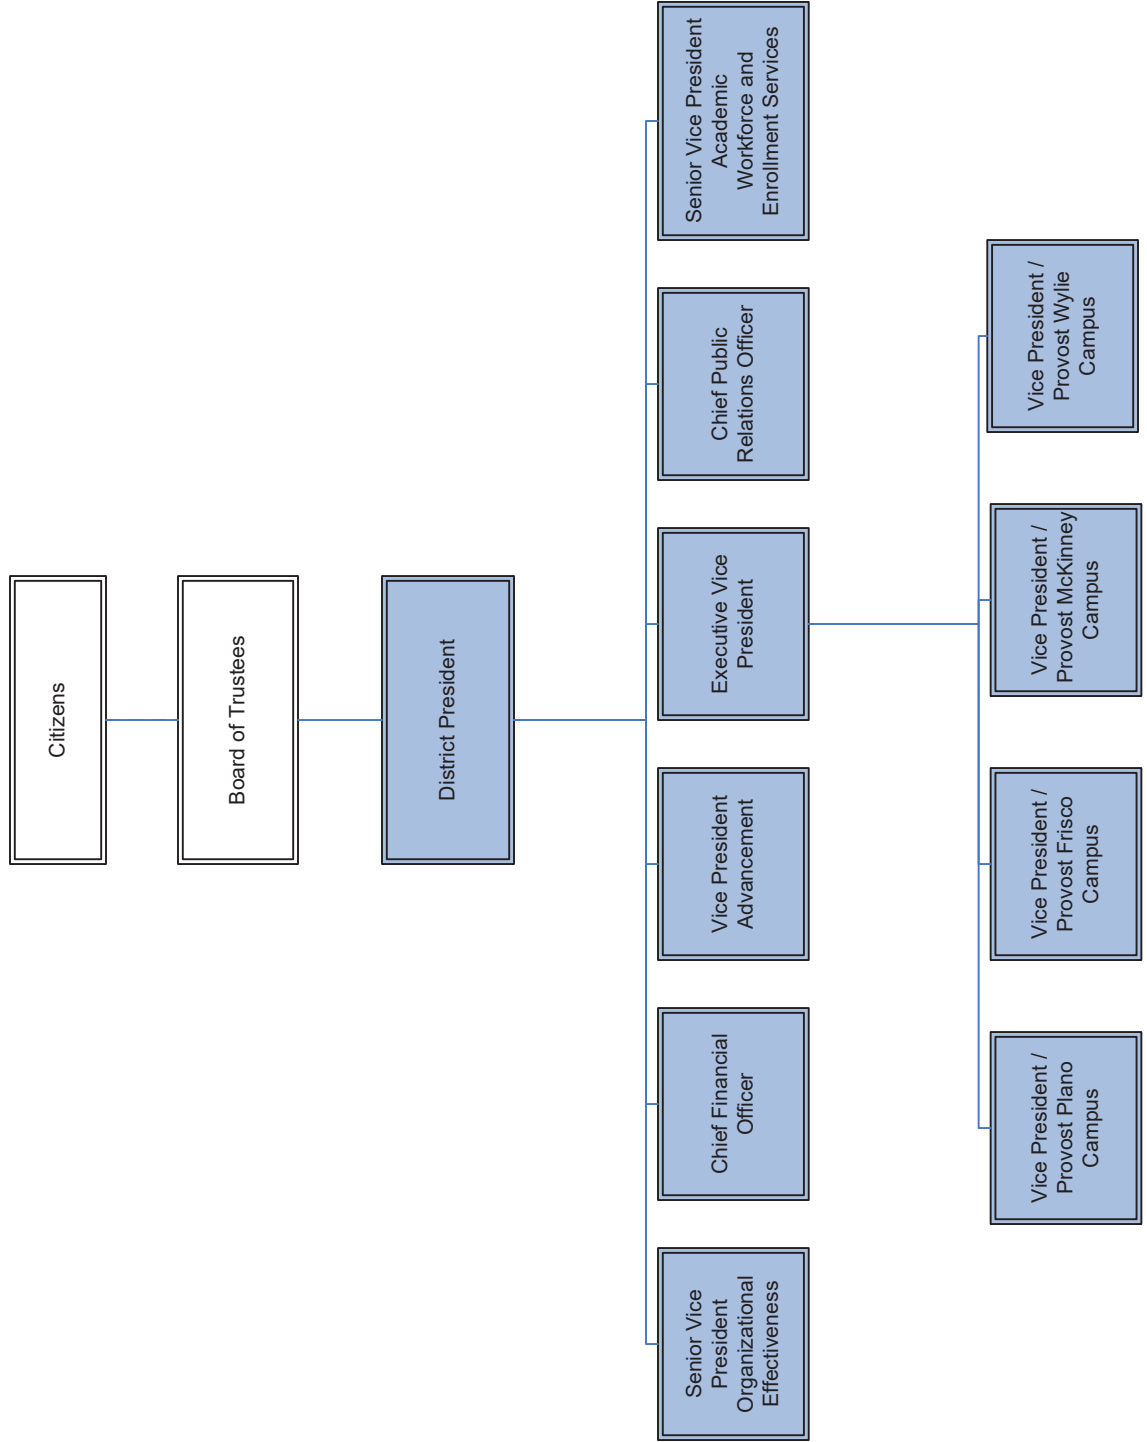 Citizens
Board of Trustees
District President
Senior Vice
President
Organizational
Effectiveness
Chief Financial
Officer
Vice President
Advancement
Executive Vice
President
Chief Public
Relations Officer
Senior Vice President
Academic
Workforce and
Enrollment Services
Vice President /
Provost Plano
Campus
Vice President /
Provost Frisco
Campus
Vice President /
Provost McKinney
Campus
Vice President /
Provost Wylie
Campus